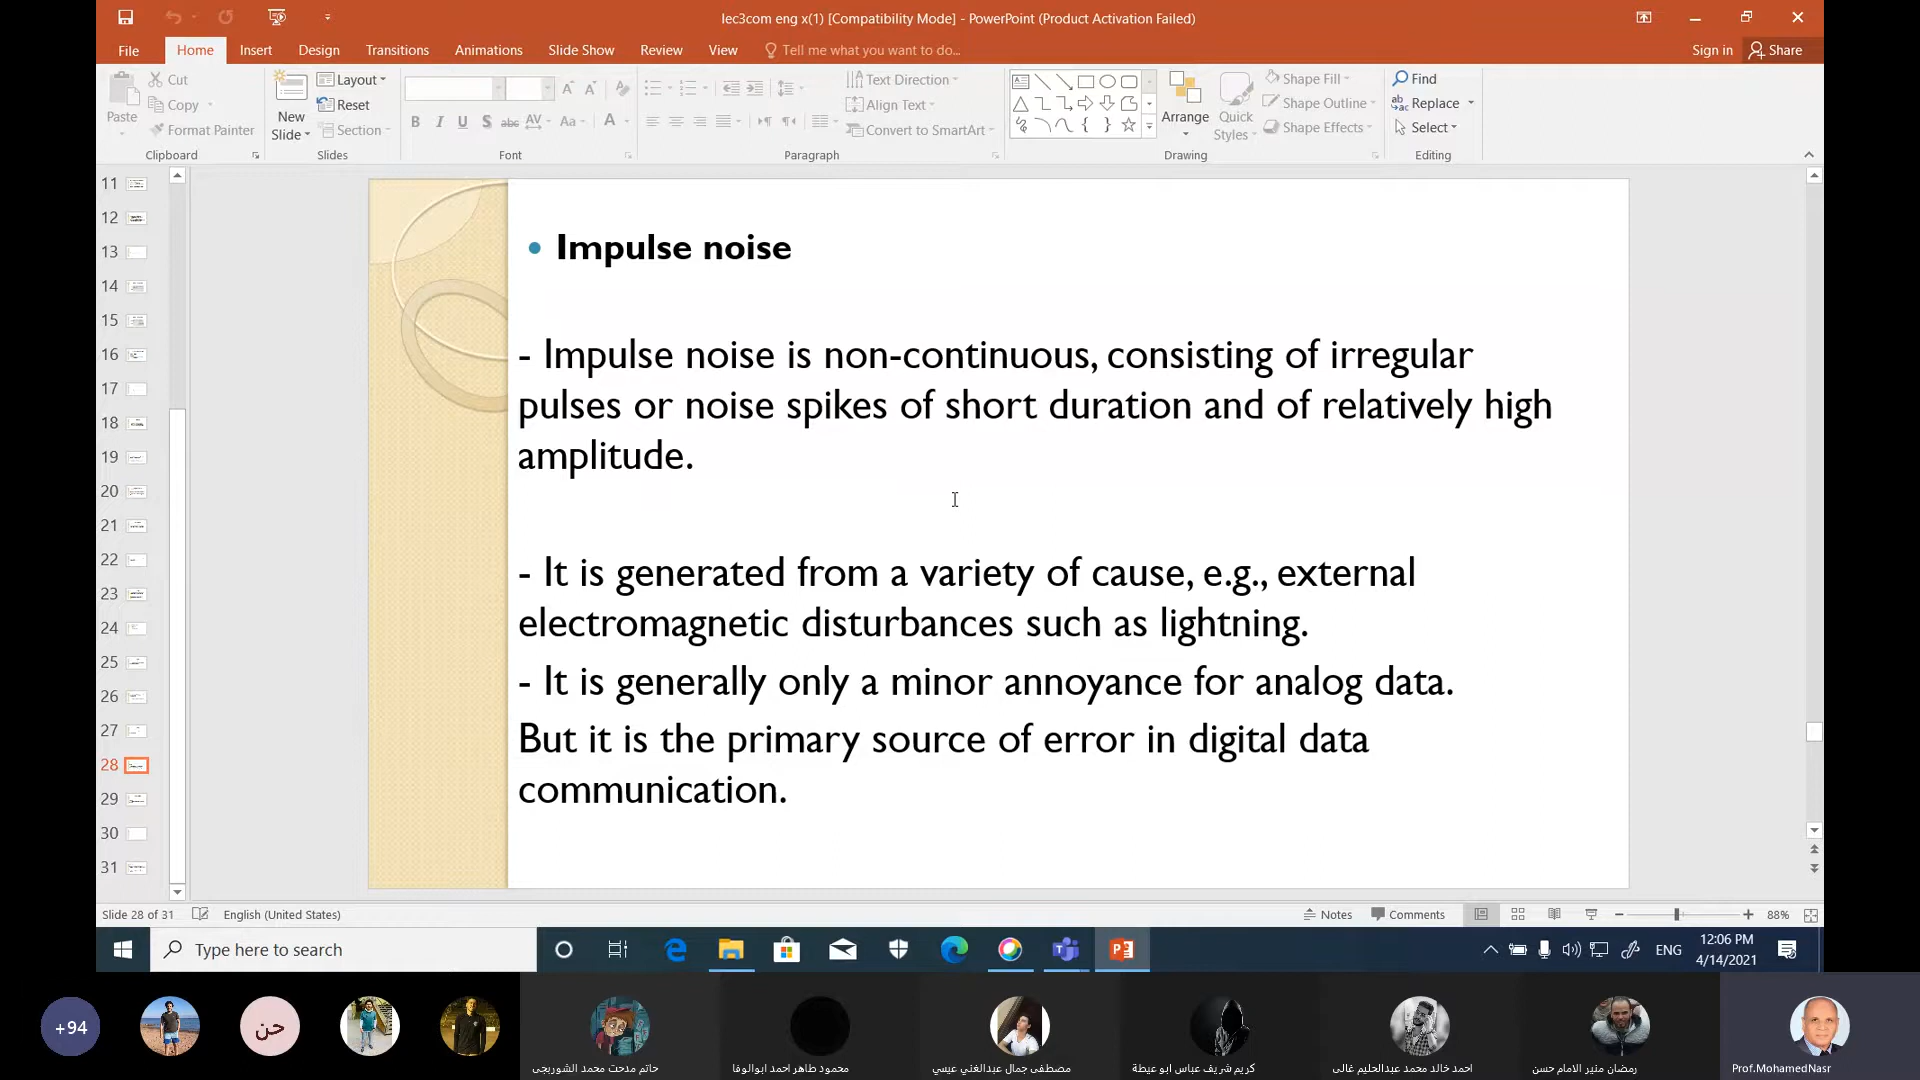 lec3com eng x(1) [Compatibility Mode] - PowerPoint (Product Activation Failed)
File Home Insert Design Transitions Animations Slide Show Review View Tell me what you want to do... Sign in Share
Paste Cut Copy Format Painter
Clipboard
New Slide Layout Reset Section
Slides
B I U S abc AV Aa A
Font
Text Direction
Align Text
Convert to SmartArt
Paragraph
Arrange
Quick Styles
Shape Fill
Shape Outline
Shape Effects
Drawing
Find
Replace
Select
Editing
11
12
13
14
15
16
17
18
19
20
21
22
23
24
25
26
27
28
29
30
31
• Impulse noise
- Impulse noise is non-continuous, consisting of irregular
pulses or noise spikes of short duration and of relatively high
amplitude.
- It is generated from a variety of cause, e.g., external
electromagnetic disturbances such as lightning.
- It is generally only a minor annoyance for analog data.
But it is the primary source of error in digital data
communication.
Slide 28 of 31 English (United States) Notes Comments 88%
Type here to search
ENG
12:06 PM
4/14/2021
+94
حن
حاتم مدحت محمد الشوربجى
محمود طاهر احمد ابوالوفا
مصطفى جمال عبدالغني عيسي
كريم شريف عباس ابو عيطة
احمد خالد محمد عبدالحليم غالى
رمضان منير الامام حسن
Prof.MohamedNasr